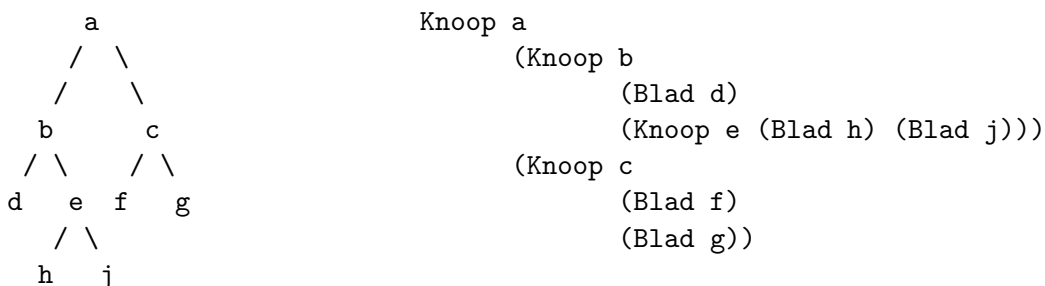 a
/ \
/ \
b c
/ \ / \
d e f g
/ \
h j
Knoop a
(Knoop b
(Blad d)
(Knoop e (Blad h) (Blad j)))
(Knoop c
(Blad f)
(Blad g))